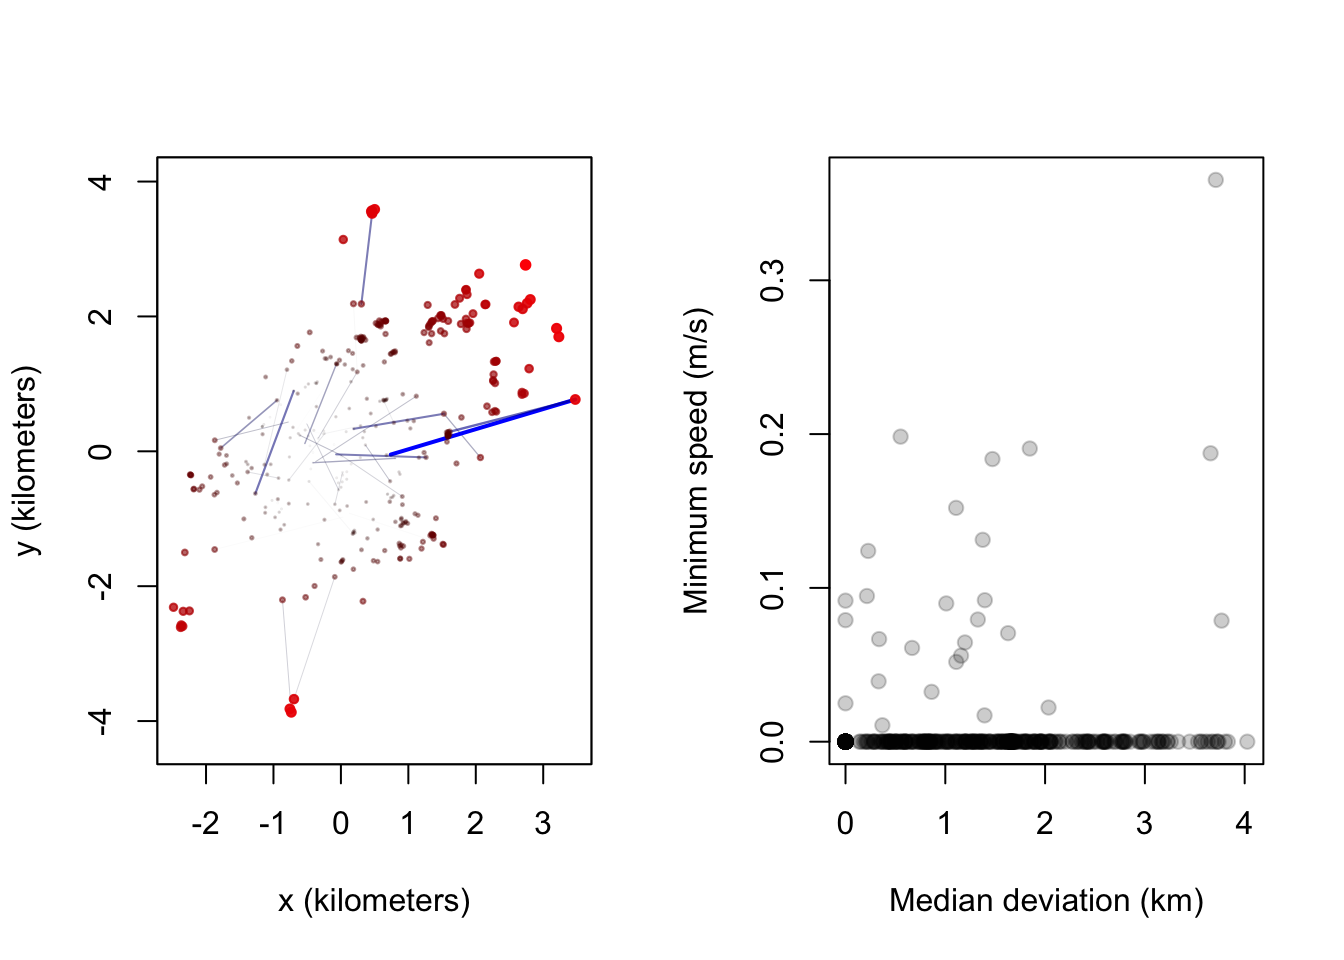 4
2
0
-2
-4
y (kilometers)
-2 -1 0 1 2 3
x (kilometers)
0.3
0.2
0.1
0.0
Minimum speed (m/s)
0 1 2 3 4
Median deviation (km)